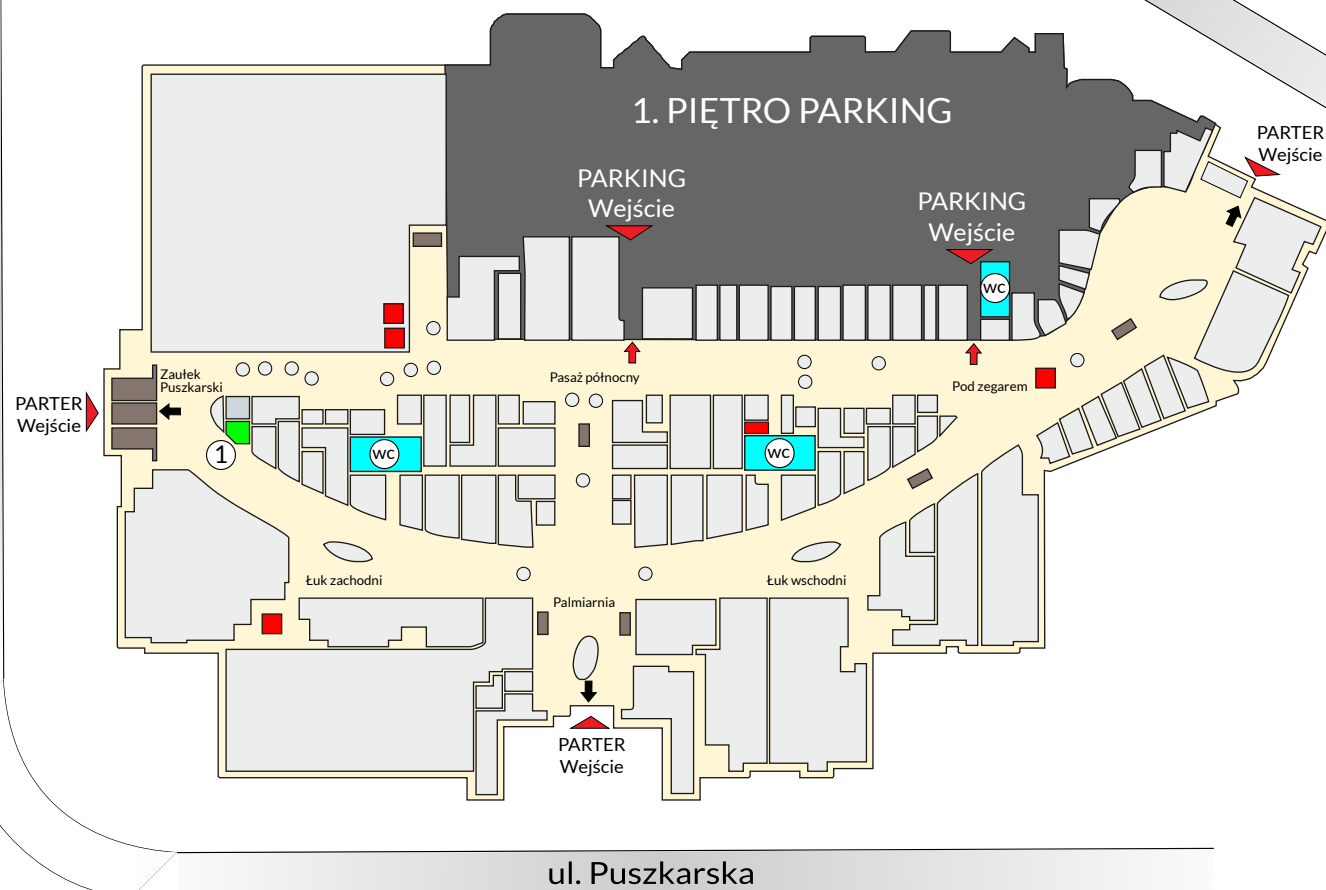 1. PIĘTRO PARKING
PARTER
Wejście
PARKING
Wejście
PARKING
Wejście
WC
Zaułek
Puszkarski
Pasaż północny
Pod zegarem
PARTER
Wejście
1
WC
WC
Łuk zachodni
Łuk wschodni
Palmiarnia
PARTER
Wejście
ul. Puszkarska